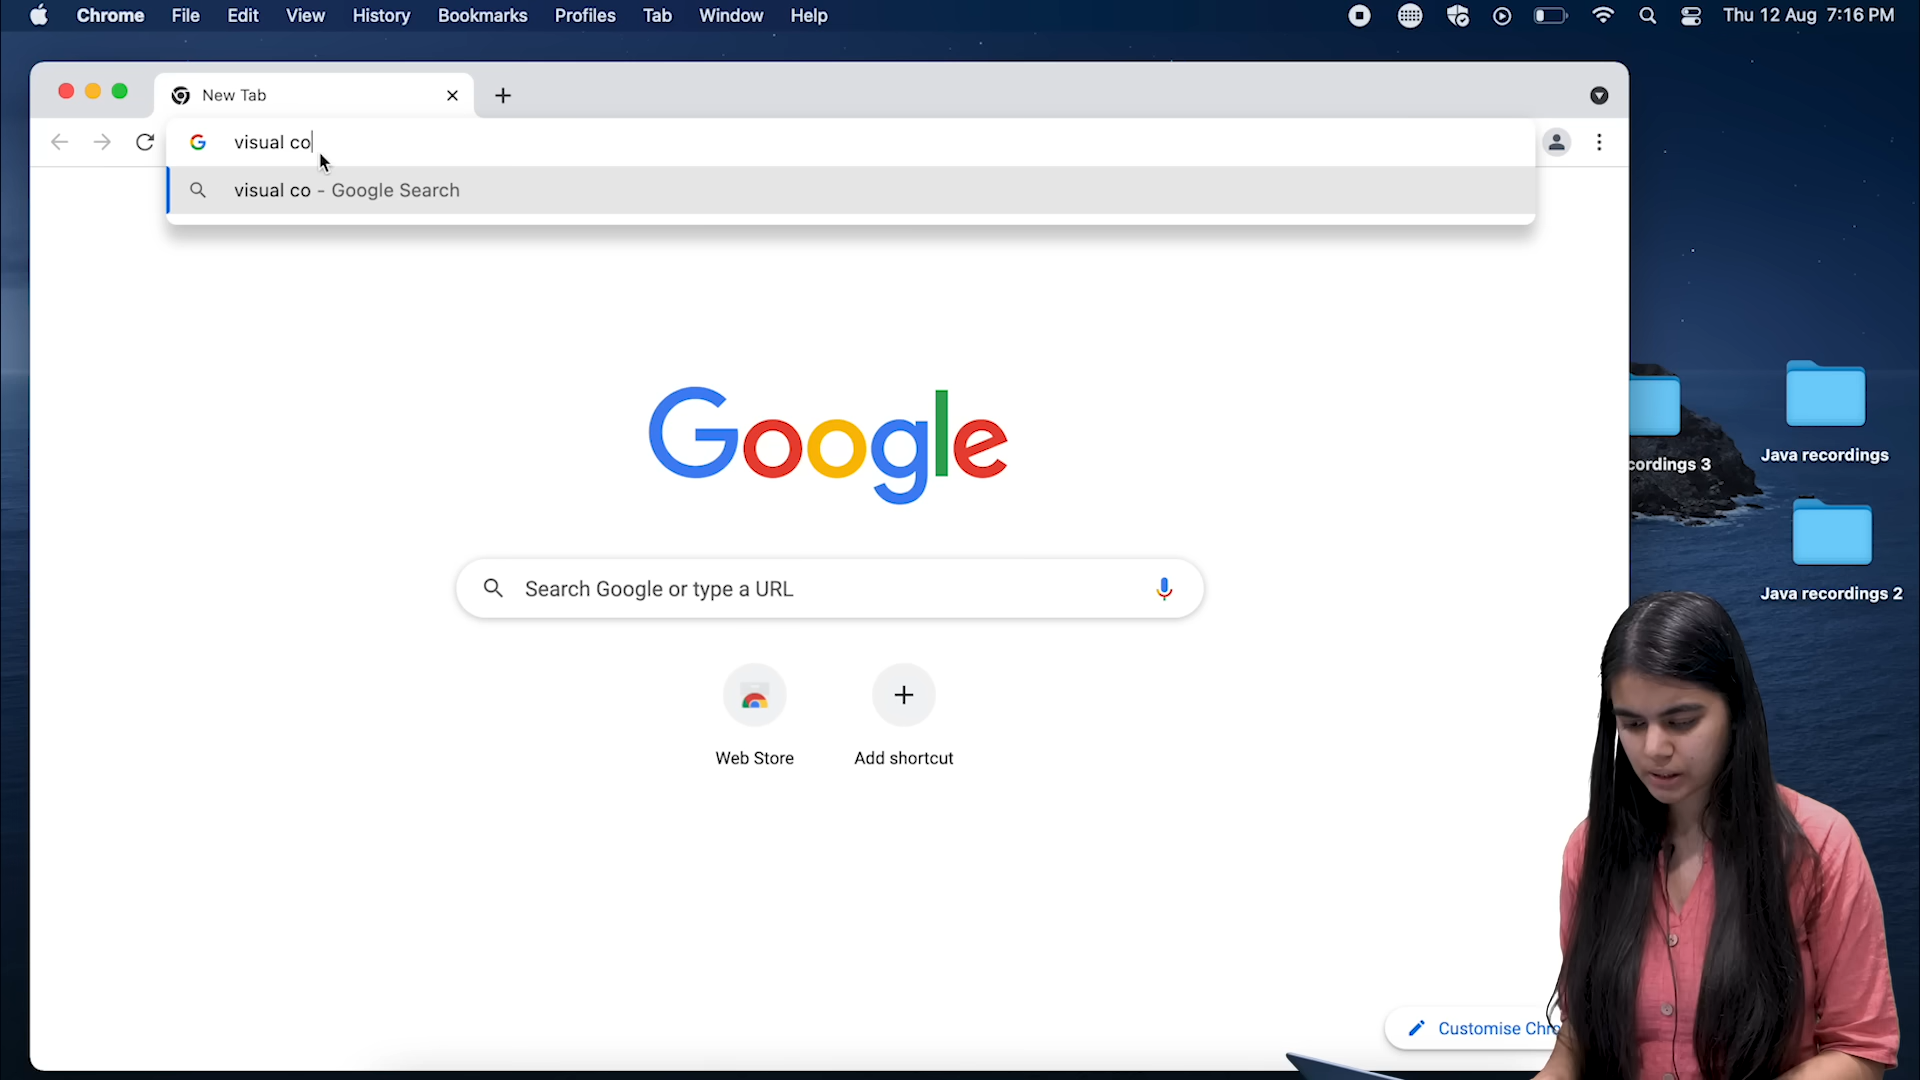 Chrome File Edit View History Bookmarks Profiles Tab Window Help Thu 12 Aug 7:16 PM
New Tab
visual co
visual co - Google Search
Google
Search Google or type a URL
Web Store Add shortcut
cordings 3
Java recordings
Java recordings 2
Customise Chro